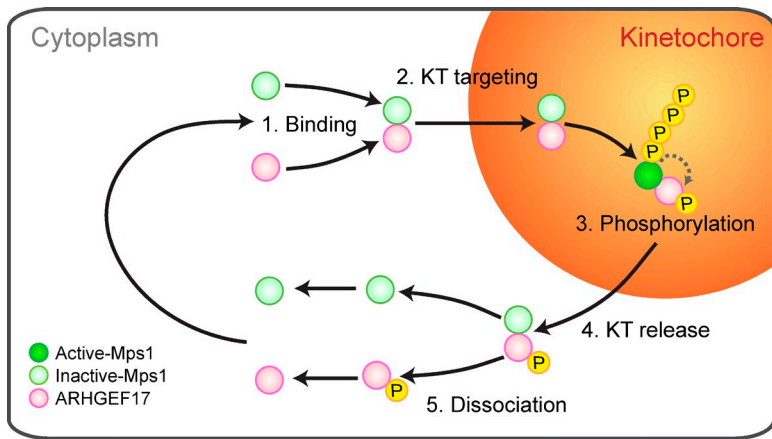 Cytoplasm
Kinetochore
2. KT targeting
1. Binding
P
P
P
P
P
3. Phosphorylation
4. KT release
P
P
5. Dissociation
Active-Mps1
Inactive-Mps1
ARHGEF17